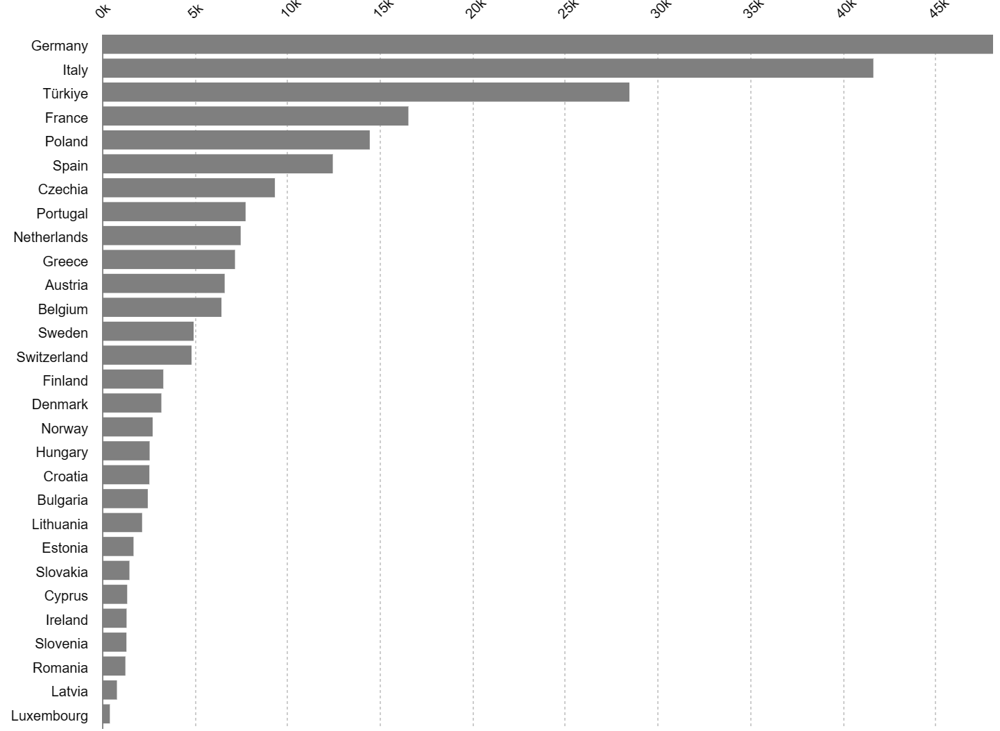 0k 5k 10k 15k 20k 25k 30k 35k 40k 45k
Germany
Italy
Türkiye
France
Poland
Spain
Czechia
Portugal
Netherlands
Greece
Austria
Belgium
Sweden
Switzerland
Finland
Denmark
Norway
Hungary
Croatia
Bulgaria
Lithuania
Estonia
Slovakia
Cyprus
Ireland
Slovenia
Romania
Latvia
Luxembourg